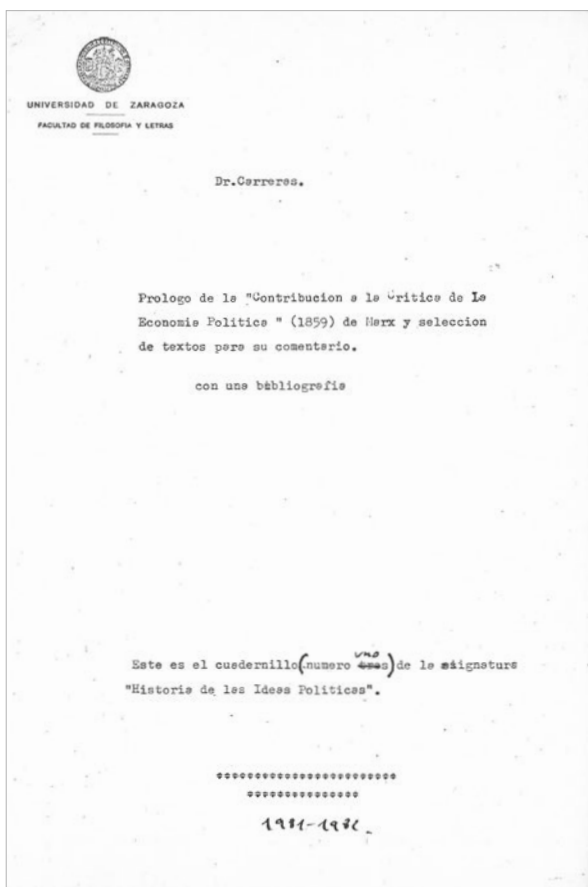 UNIVERSIDAD DE ZARAGOZA
FACULTAD DE FILOSOFIA Y LETRAS
Dr.Carreras.
Prologo de la "Contribucion a la Critica de La
Economia Politica " (1859) de Marx y seleccion
de textos para su comentario.
con una bibliografia
uno
Este es el cuadernillo(numero tres)de la asignatura
"Historia de las Ideas Politicas".
1981-1982.